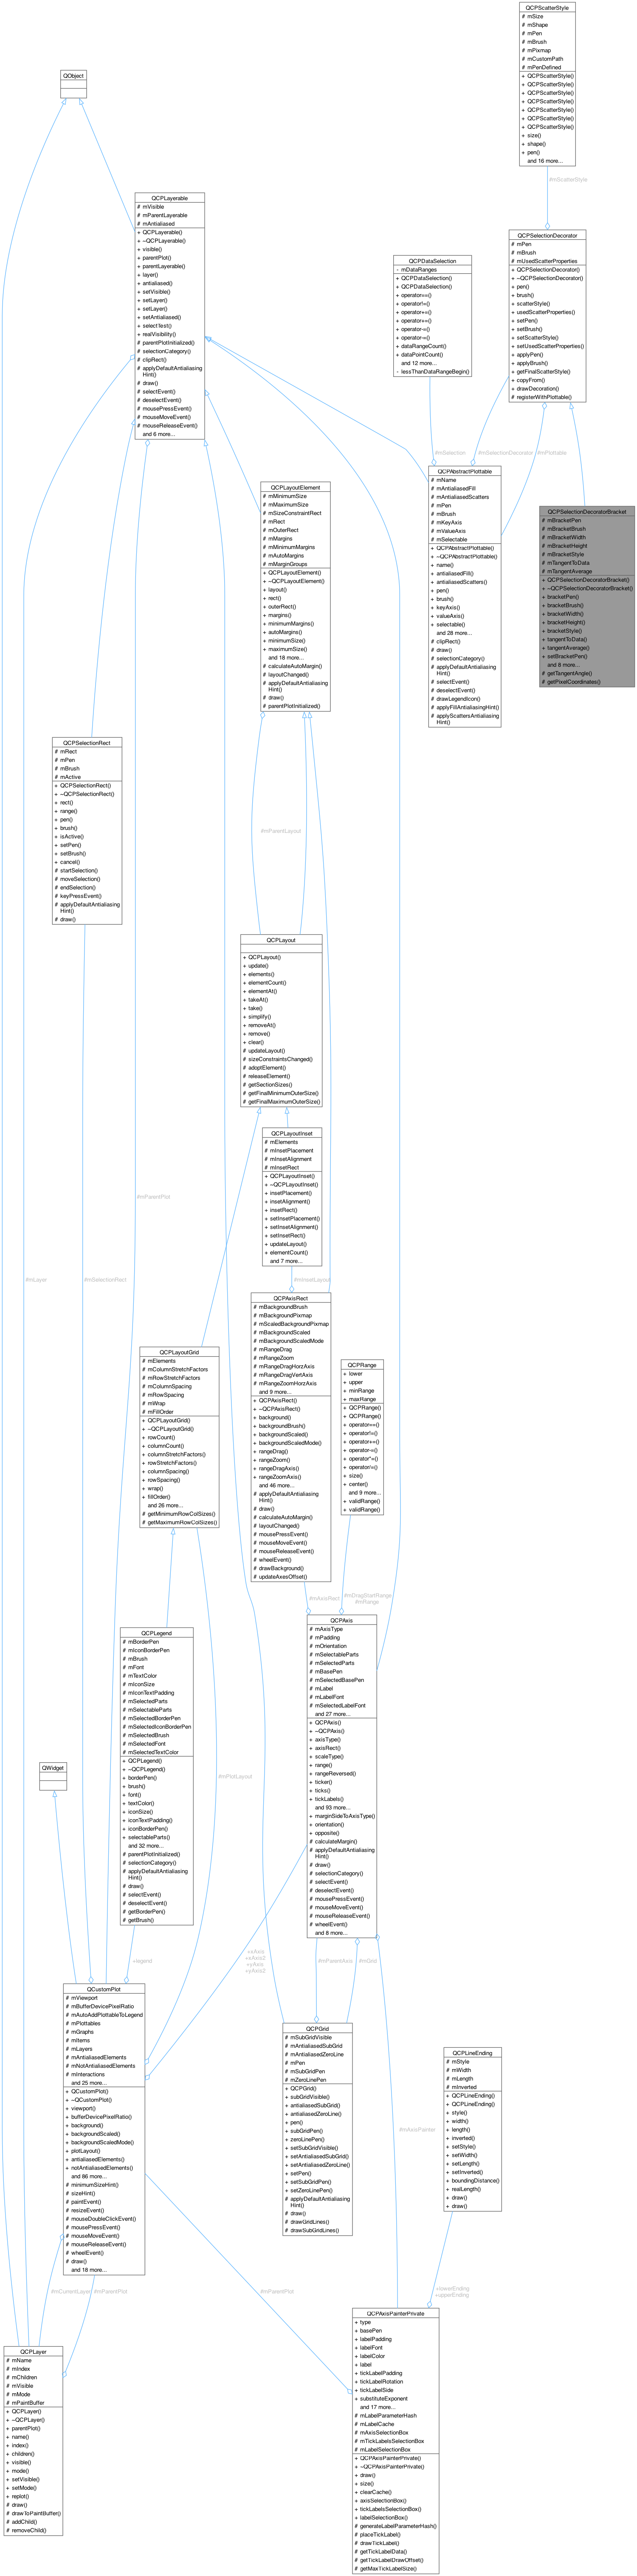 QCPScatterStyle
# mSize
# mShape
# mPen
# mBrush
# mPixmap
# mCustomPath
# mPenDefined
+ QCPScatterStyle()
+ QCPScatterStyle()
+ QCPScatterStyle()
+ QCPScatterStyle()
+ QCPScatterStyle()
+ QCPScatterStyle()
+ QCPScatterStyle()
+ size()
+ shape()
+ pen()
and 16 more...
QObject
#mScatterStyle
QCPLayerable
# mVisible
# mParentLayerable
# mAntialiased
+ QCPLayerable()
+ ~QCPLayerable()
+ visible()
+ parentPlot()
+ parentLayerable()
+ layer()
+ antialiased()
+ setVisible()
+ setLayer()
+ setLayer()
+ setAntialiased()
+ selectTest()
+ realVisibility()
# parentPlotInitialized()
# selectionCategory()
# clipRect()
# applyDefaultAntialiasing
Hint()
# draw()
# selectEvent()
# deselectEvent()
# mousePressEvent()
# mouseMoveEvent()
# mouseReleaseEvent()
and 6 more...
QCPSelectionDecorator
# mPen
# mBrush
# mUsedScatterProperties
+ QCPSelectionDecorator()
+ ~QCPSelectionDecorator()
+ pen()
+ brush()
+ scatterStyle()
+ usedScatterProperties()
+ setPen()
+ setBrush()
+ setScatterStyle()
+ setUsedScatterProperties()
+ applyPen()
+ applyBrush()
+ getFinalScatterStyle()
+ copyFrom()
+ drawDecoration()
# registerWithPlottable()
QCPDataSelection
- mDataRanges
+ QCPDataSelection()
+ QCPDataSelection()
+ operator==()
+ operator!=()
+ operator+=()
+ operator+=()
+ operator-=()
+ operator-=()
+ dataRangeCount()
+ dataPointCount()
and 12 more...
- lessThanDataRangeBegin()
#mSelection
#mSelectionDecorator
#mPlottable
QCPAbstractPlottable
# mName
# mAntialiasedFill
# mAntialiasedScatters
# mPen
# mBrush
# mKeyAxis
# mValueAxis
# mSelectable
+ QCPAbstractPlottable()
+ ~QCPAbstractPlottable()
+ name()
+ antialiasedFill()
+ antialiasedScatters()
+ pen()
+ brush()
+ keyAxis()
+ valueAxis()
+ selectable()
and 28 more...
# clipRect()
# draw()
# selectionCategory()
# applyDefaultAntialiasing
Hint()
# selectEvent()
# deselectEvent()
# drawLegendIcon()
# applyFillAntialiasingHint()
# applyScattersAntialiasing
Hint()
QCPSelectionDecoratorBracket
# mBracketPen
# mBracketBrush
# mBracketWidth
# mBracketHeight
# mBracketStyle
# mTangentToData
# mTangentAverage
+ QCPSelectionDecoratorBracket()
+ ~QCPSelectionDecoratorBracket()
+ bracketPen()
+ bracketBrush()
+ bracketWidth()
+ bracketHeight()
+ bracketStyle()
+ tangentToData()
+ tangentAverage()
+ setBracketPen()
and 8 more...
# getTangentAngle()
# getPixelCoordinates()
QCPLayoutElement
# mMinimumSize
# mMaximumSize
# mSizeConstraintRect
# mRect
# mOuterRect
# mMargins
# mMinimumMargins
# mAutoMargins
# mMarginGroups
+ QCPLayoutElement()
+ ~QCPLayoutElement()
+ layout()
+ rect()
+ outerRect()
+ margins()
+ minimumMargins()
+ autoMargins()
+ minimumSize()
+ maximumSize()
and 18 more...
# calculateAutoMargin()
# layoutChanged()
# applyDefaultAntialiasing
Hint()
# draw()
# parentPlotInitialized()
QCPSelectionRect
# mRect
# mPen
# mBrush
# mActive
+ QCPSelectionRect()
+ ~QCPSelectionRect()
+ rect()
+ range()
+ pen()
+ brush()
+ isActive()
+ setPen()
+ setBrush()
+ cancel()
# startSelection()
# moveSelection()
# endSelection()
# keyPressEvent()
# applyDefaultAntialiasing
Hint()
# draw()
#mParentLayout
QCPLayout
+ QCPLayout()
+ update()
+ elements()
+ elementCount()
+ elementAt()
+ takeAt()
+ take()
+ simplify()
+ removeAt()
+ remove()
+ clear()
# updateLayout()
# sizeConstraintsChanged()
# adoptElement()
# releaseElement()
# getSectionSizes()
# getFinalMinimumOuterSize()
# getFinalMaximumOuterSize()
QCPLayoutInset
# mElements
# mInsetPlacement
# mInsetAlignment
# mInsetRect
+ QCPLayoutInset()
+ ~QCPLayoutInset()
+ insetPlacement()
+ insetAlignment()
+ insetRect()
+ setInsetPlacement()
+ setInsetAlignment()
+ setInsetRect()
+ updateLayout()
+ elementCount()
and 7 more...
#mParentPlot
#mLayer
#mSelectionRect
#mInsetLayout
QCPAxisRect
# mBackgroundBrush
# mBackgroundPixmap
# mScaledBackgroundPixmap
# mBackgroundScaled
# mBackgroundScaledMode
# mRangeDrag
# mRangeZoom
# mRangeDragHorzAxis
# mRangeDragVertAxis
# mRangeZoomHorzAxis
and 9 more...
+ QCPAxisRect()
+ ~QCPAxisRect()
+ background()
+ backgroundBrush()
+ backgroundScaled()
+ backgroundScaledMode()
+ rangeDrag()
+ rangeZoom()
+ rangeDragAxis()
+ rangeZoomAxis()
and 46 more...
# applyDefaultAntialiasing
Hint()
# draw()
# calculateAutoMargin()
# layoutChanged()
# mousePressEvent()
# mouseMoveEvent()
# mouseReleaseEvent()
# wheelEvent()
# drawBackground()
# updateAxesOffset()
QCPLayoutGrid
# mElements
# mColumnStretchFactors
# mRowStretchFactors
# mColumnSpacing
# mRowSpacing
# mWrap
# mFillOrder
+ QCPLayoutGrid()
+ ~QCPLayoutGrid()
+ rowCount()
+ columnCount()
+ columnStretchFactors()
+ rowStretchFactors()
+ columnSpacing()
+ rowSpacing()
+ wrap()
+ fillOrder()
and 26 more...
# getMinimumRowColSizes()
# getMaximumRowColSizes()
QCPRange
+ lower
+ upper
+ minRange
+ maxRange
+ QCPRange()
+ QCPRange()
+ operator==()
+ operator!=()
+ operator+=()
+ operator-=()
+ operator*=()
+ operator/=()
+ size()
+ center()
and 9 more...
+ validRange()
+ validRange()
#mAxisRect
#mDragStartRange
#mRange
QCPAxis
# mAxisType
# mPadding
# mOrientation
# mSelectableParts
# mSelectedParts
# mBasePen
# mSelectedBasePen
# mLabel
# mLabelFont
# mSelectedLabelFont
and 27 more...
+ QCPAxis()
+ ~QCPAxis()
+ axisType()
+ axisRect()
+ scaleType()
+ range()
+ rangeReversed()
+ ticker()
+ ticks()
+ tickLabels()
and 93 more...
+ marginSideToAxisType()
+ orientation()
+ opposite()
# calculateMargin()
# applyDefaultAntialiasing
Hint()
# draw()
# selectionCategory()
# selectEvent()
# deselectEvent()
# mousePressEvent()
# mouseMoveEvent()
# mouseReleaseEvent()
# wheelEvent()
and 8 more...
QCPLegend
# mBorderPen
# mIconBorderPen
# mBrush
# mFont
# mTextColor
# mIconSize
# mIconTextPadding
# mSelectedParts
# mSelectableParts
# mSelectedBorderPen
# mSelectedIconBorderPen
# mSelectedBrush
# mSelectedFont
# mSelectedTextColor
+ QCPLegend()
+ ~QCPLegend()
+ borderPen()
+ brush()
+ font()
+ textColor()
+ iconSize()
+ iconTextPadding()
+ iconBorderPen()
+ selectableParts()
and 32 more...
# parentPlotInitialized()
# selectionCategory()
# applyDefaultAntialiasing
Hint()
# draw()
# selectEvent()
# deselectEvent()
# getBorderPen()
# getBrush()
QWidget
#mPlotLayout
+legend
+xAxis
+xAxis2
+yAxis
+yAxis2
#mParentAxis
#mGrid
QCustomPlot
# mViewport
# mBufferDevicePixelRatio
# mAutoAddPlottableToLegend
# mPlottables
# mGraphs
# mItems
# mLayers
# mAntialiasedElements
# mNotAntialiasedElements
# mInteractions
and 25 more...
+ QCustomPlot()
+ ~QCustomPlot()
+ viewport()
+ bufferDevicePixelRatio()
+ background()
+ backgroundScaled()
+ backgroundScaledMode()
+ plotLayout()
+ antialiasedElements()
+ notAntialiasedElements()
and 86 more...
# minimumSizeHint()
# sizeHint()
# paintEvent()
# resizeEvent()
# mouseDoubleClickEvent()
# mousePressEvent()
# mouseMoveEvent()
# mouseReleaseEvent()
# wheelEvent()
# draw()
and 18 more...
QCPGrid
# mSubGridVisible
# mAntialiasedSubGrid
# mAntialiasedZeroLine
# mPen
# mSubGridPen
# mZeroLinePen
+ QCPGrid()
+ subGridVisible()
+ antialiasedSubGrid()
+ antialiasedZeroLine()
+ pen()
+ subGridPen()
+ zeroLinePen()
+ setSubGridVisible()
+ setAntialiasedSubGrid()
+ setAntialiasedZeroLine()
+ setPen()
+ setSubGridPen()
+ setZeroLinePen()
# applyDefaultAntialiasing
Hint()
# draw()
# drawGridLines()
# drawSubGridLines()
#mAxisPainter
QCPLineEnding
# mStyle
# mWidth
# mLength
# mInverted
+ QCPLineEnding()
+ QCPLineEnding()
+ style()
+ width()
+ length()
+ inverted()
+ setStyle()
+ setWidth()
+ setLength()
+ setInverted()
+ boundingDistance()
+ realLength()
+ draw()
+ draw()
#mCurrentLayer
#mParentPlot
#mParentPlot
+lowerEnding
+upperEnding
QCPLayer
# mName
# mIndex
# mChildren
# mVisible
# mMode
# mPaintBuffer
+ QCPLayer()
+ ~QCPLayer()
+ parentPlot()
+ name()
+ index()
+ children()
+ visible()
+ mode()
+ setVisible()
+ setMode()
+ replot()
# draw()
# drawToPaintBuffer()
# addChild()
# removeChild()
QCPAxisPainterPrivate
+ type
+ basePen
+ labelPadding
+ labelFont
+ labelColor
+ label
+ tickLabelPadding
+ tickLabelRotation
+ tickLabelSide
+ substituteExponent
and 17 more...
# mLabelParameterHash
# mLabelCache
# mAxisSelectionBox
# mTickLabelsSelectionBox
# mLabelSelectionBox
+ QCPAxisPainterPrivate()
+ ~QCPAxisPainterPrivate()
+ draw()
+ size()
+ clearCache()
+ axisSelectionBox()
+ tickLabelsSelectionBox()
+ labelSelectionBox()
# generateLabelParameterHash()
# placeTickLabel()
# drawTickLabel()
# getTickLabelData()
# getTickLabelDrawOffset()
# getMaxTickLabelSize()